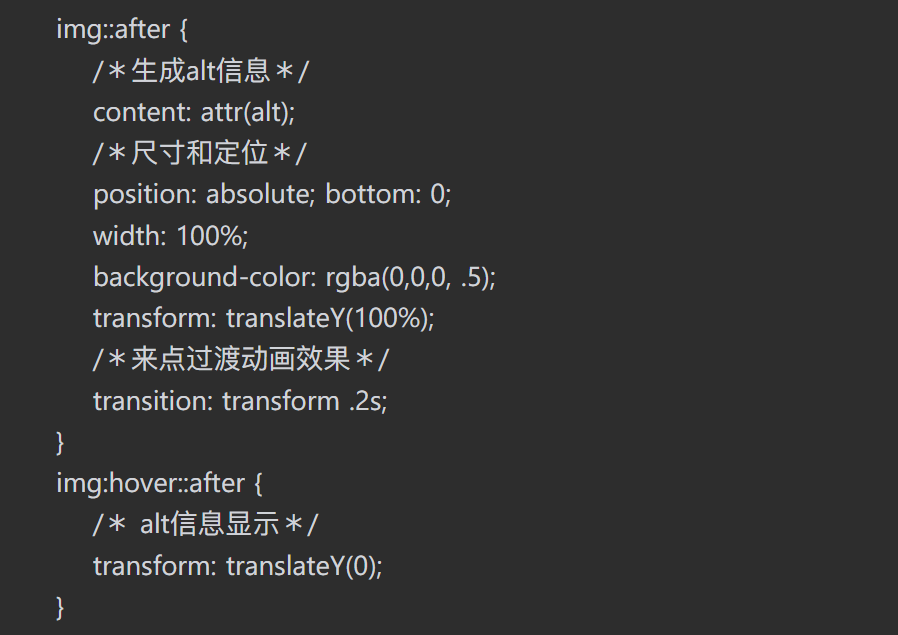 img::after {
/＊生成alt信息＊/
content: attr(alt);
/＊尺寸和定位＊/
position: absolute; bottom: 0;
width: 100%;
background-color: rgba(0,0,0, .5);
transform: translateY(100%);
/＊来点过渡动画效果＊/
transition: transform .2s;
}
img:hover::after {
/＊ alt信息显示＊/
transform: translateY(0);
}